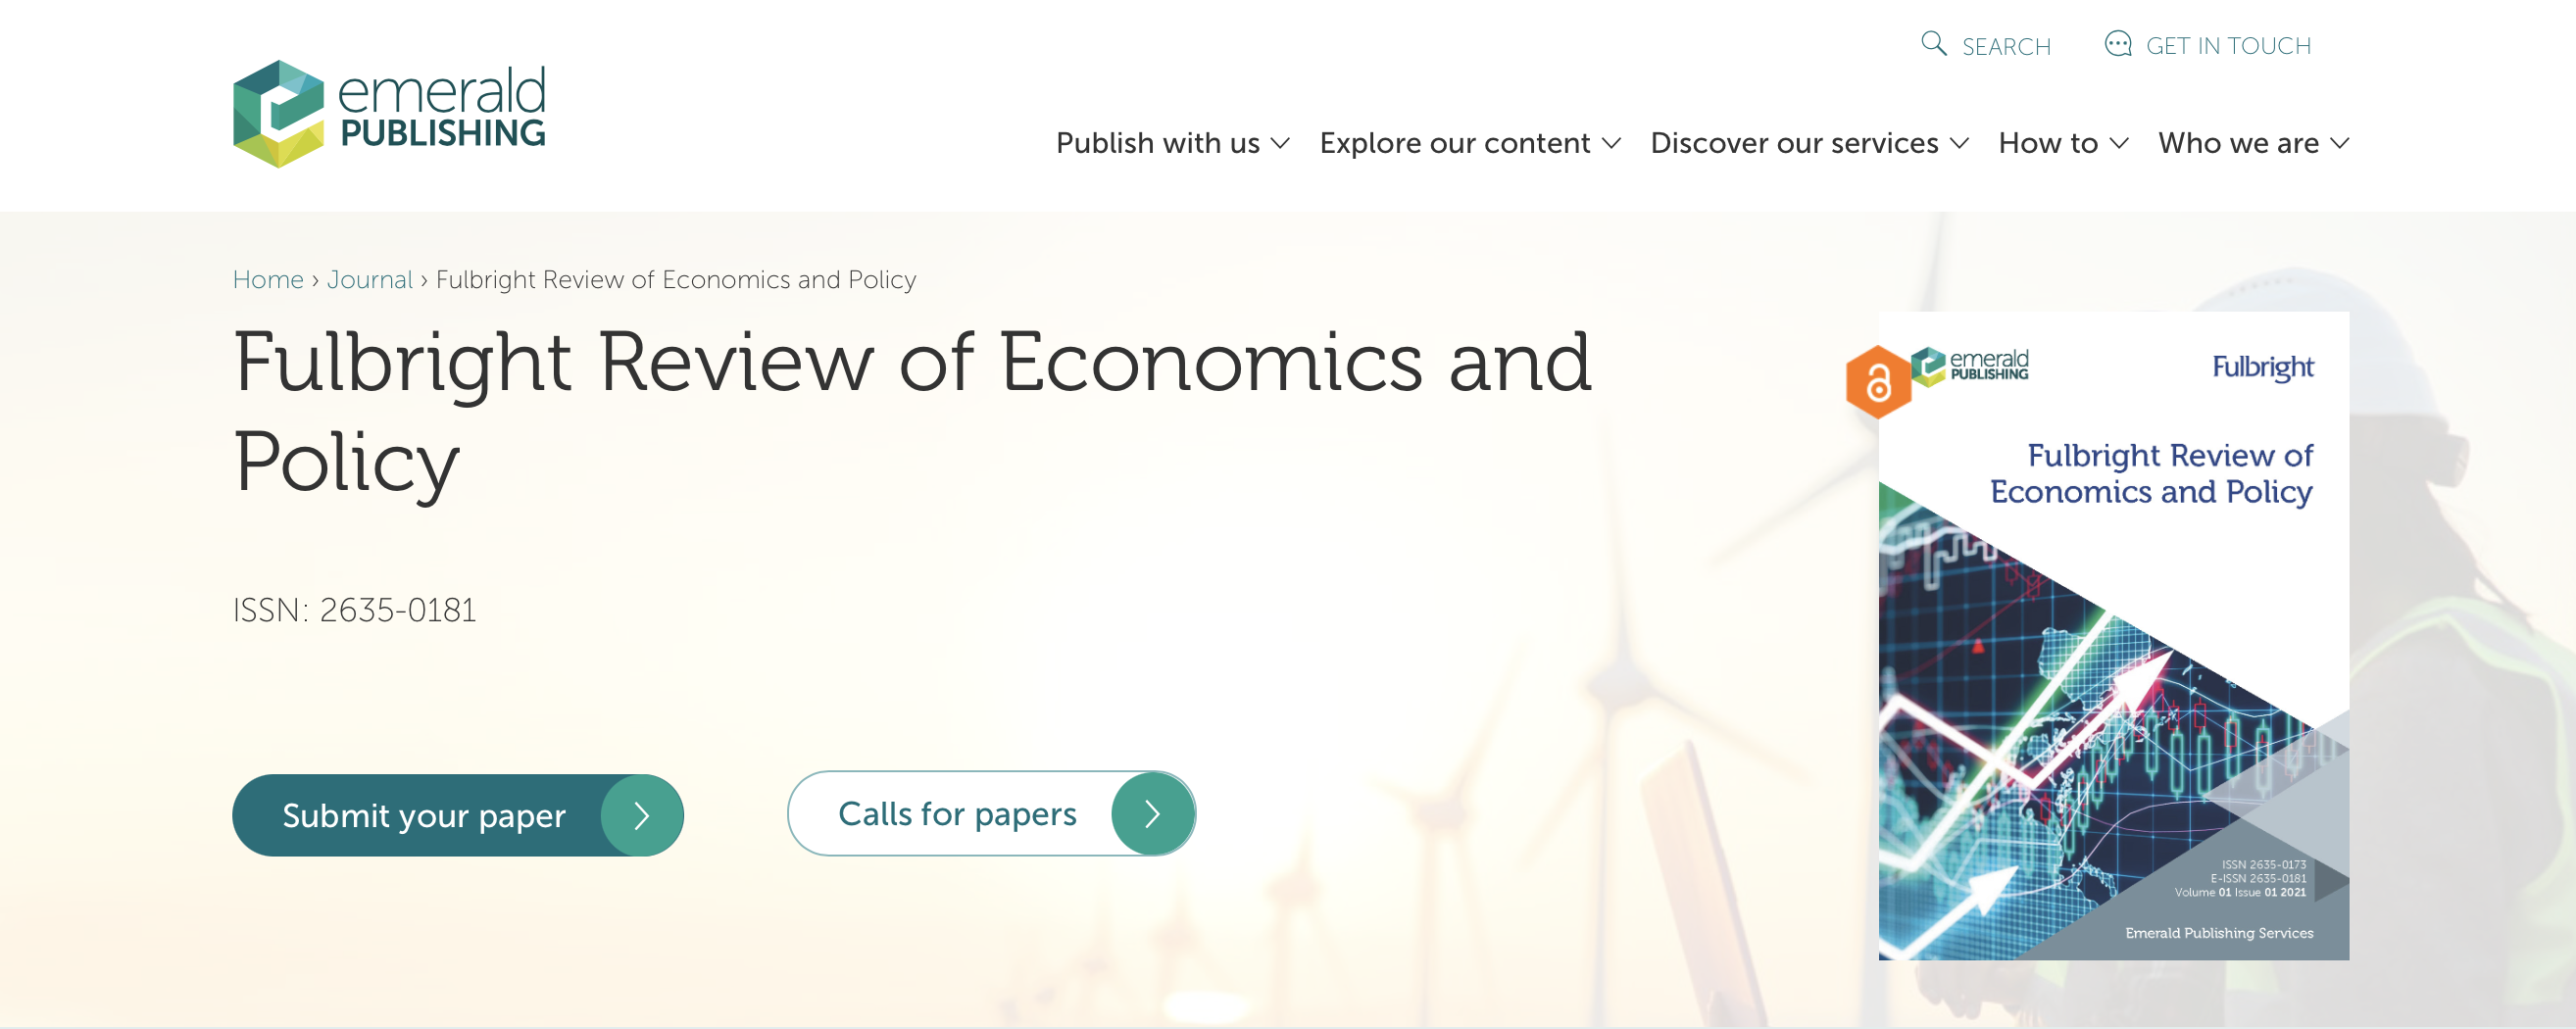 SEARCH
GET IN TOUCH
emerald
PUBLISHING
Publish with us
Explore our content
Discover our services
How to
Who we are
Home › Journal › Fulbright Review of Economics and Policy
Fulbright Review of Economics and
Policy
ISSN: 2635-0181
Submit your paper
Calls for papers
emerald
PUBLISHING
Fulbright
Fulbright Review of
Economics and Policy
ISSN 2635-0173
E-ISSN 2635-0181
Volume 01 Issue 01 2021
Emerald Publishing Services